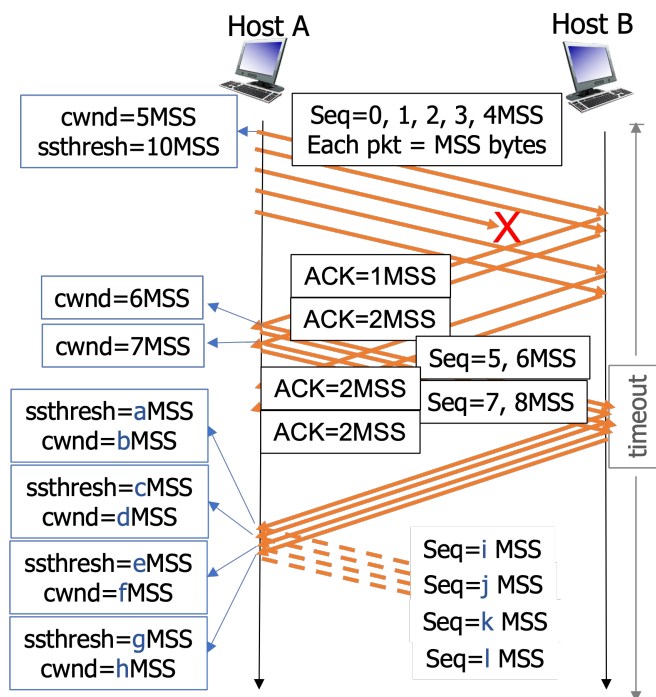 Host A
Host B
cwnd=5MSS
ssthresh=10MSS
Seq=0, 1, 2, 3, 4MSS
Each pkt = MSS bytes
X
ACK=1MSS
cwnd=6MSS
ACK=2MSS
cwnd=7MSS
Seq=5, 6MSS
ACK=2MSS
Seq=7, 8MSS
ACK=2MSS
timeout
ssthresh=aMSS
cwnd=bMSS
ssthresh=cMSS
cwnd=dMSS
ssthresh=eMSS
cwnd=fMSS
ssthresh=gMSS
cwnd=hMSS
Seq=i MSS
Seq=j MSS
Seq=k MSS
Seq=l MSS